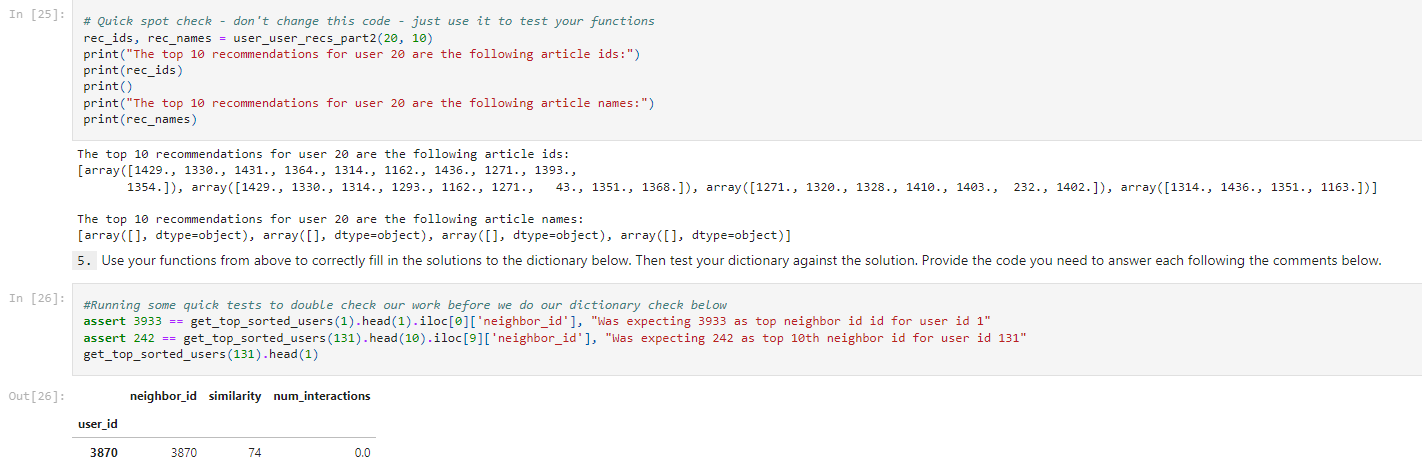 In [25]:
# Quick spot check - don't change this code - just use it to test your functions
rec_ids, rec_names = user_user_recs_part2(20, 10)
print("The top 10 recommendations for user 20 are the following article ids:")
print(rec_ids)
print()
print("The top 10 recommendations for user 20 are the following article names:")
print(rec_names)
The top 10 recommendations for user 20 are the following article ids:
[array([1429., 1330., 1431., 1364., 1314., 1162., 1436., 1271., 1393.,
1354.]), array([1429., 1330., 1314., 1293., 1162., 1271., 43., 1351., 1368.]), array([1271., 1320., 1328., 1410., 1403., 232., 1402.]), array([1314., 1436., 1351., 1163.])]
The top 10 recommendations for user 20 are the following article names:
[array([], dtype=object), array([], dtype=object), array([], dtype=object), array([], dtype=object)]
5. Use your functions from above to correctly fill in the solutions to the dictionary below. Then test your dictionary against the solution. Provide the code you need to answer each following the comments below.
In [26]:
#Running some quick tests to double check our work before we do our dictionary check below
assert 3933 == get_top_sorted_users(1).head(1).iloc[0]['neighbor_id'], "Was expecting 3933 as top neighbor id id for user id 1"
assert 242 == get_top_sorted_users(131).head(10).iloc[9]['neighbor_id'], "Was expecting 242 as top 10th neighbor id for user id 131"
get_top_sorted_users(131).head(1)
Out[26]:
neighbor_id similarity num_interactions
user_id
3870 3870 74 0.0